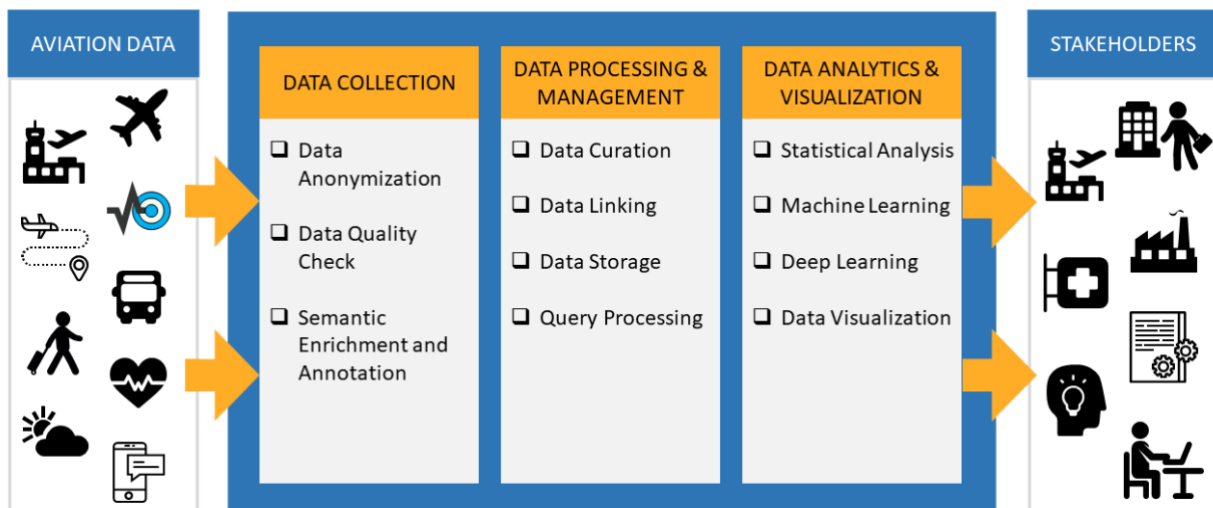 AVIATION DATA
DATA COLLECTION
❑ Data
Anonymization
❑ Data Quality
Check
❑ Semantic
Enrichment and
Annotation
DATA PROCESSING &
MANAGEMENT
❑ Data Curation
❑ Data Linking
❑ Data Storage
❑ Query Processing
DATA ANALYTICS &
VISUALIZATION
❑ Statistical Analysis
❑ Machine Learning
❑ Deep Learning
❑ Data Visualization
STAKEHOLDERS